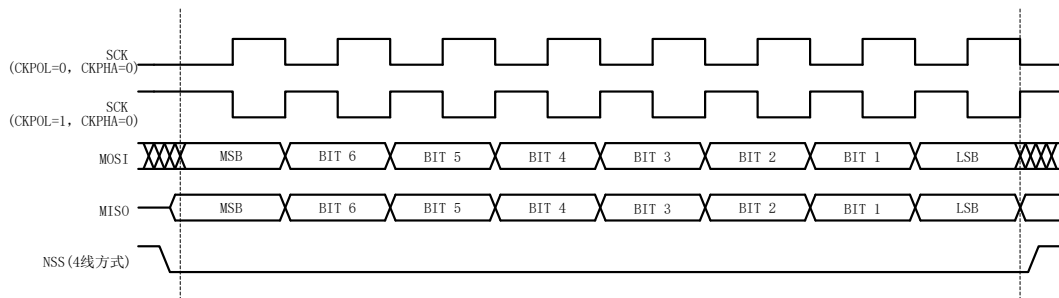 SCK
(CKPOL=0, CKPHA=0)
SCK
(CKPOL=1, CKPHA=0)
MOSI MSB BIT 6 BIT 5 BIT 4 BIT 3 BIT 2 BIT 1 LSB
MISO MSB BIT 6 BIT 5 BIT 4 BIT 3 BIT 2 BIT 1 LSB
NSS(4线方式)